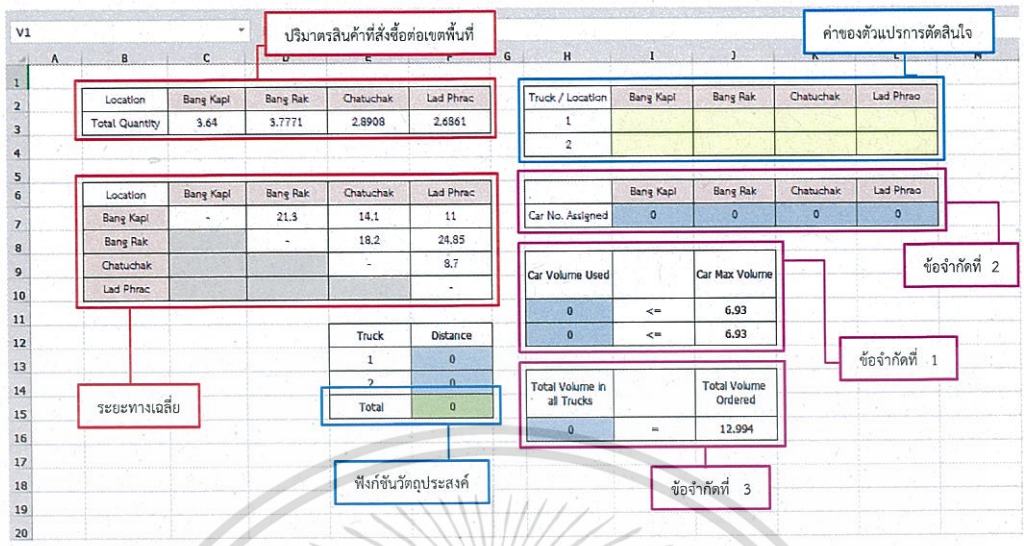 V1
ปริมาตรสินค้าที่สั่งซื้อต่อเขตพื้นที่
ค่าของตัวแปรการตัดสินใจ
A B C D E F G H I J K L M
1
2 Location Bang Kapi Bang Rak Chatuchak Lad Phrac
3 Total Quantity 3.64 3.7771 2.8908 2.6861
Truck / Location Bang Kapi Bang Rak Chatuchak Lad Phrao
1
2
4
5
6 Location Bang Kapi Bang Rak Chatuchak Lad Phrac
7 Bang Kapi - 21.3 14.1 11
8 Bang Rak - 18.2 24.85
9 Chatuchak - 8.7
10 Lad Phrac -
Bang Kapi Bang Rak Chatuchak Lad Phrao
Car No. Assigned 0 0 0 0
ข้อจำกัดที่ 2
Car Volume Used Car Max Volume
0 <= 6.93
0 <= 6.93
ข้อจำกัดที่ 1
11
12 Truck Distance
13 1 0
14 2 0
15 Total 0
ระยะทางเฉลี่ย
Total Volume in all Trucks Total Volume Ordered
0 = 12.994
16
17
18
19
20
ฟังก์ชันวัตถุประสงค์
ข้อจำกัดที่ 3